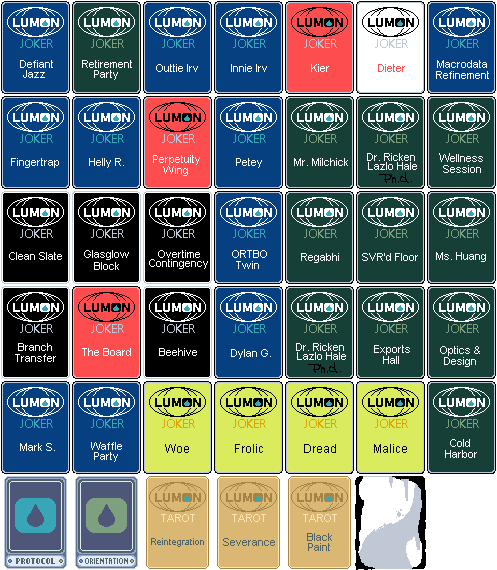 LUMON
JOKER
Defiant
Jazz
LUMON
JOKER
Retirement
Party
LUMON
JOKER
Outtie Irv
LUMON
JOKER
Innie Irv
LUMON
JOKER
Kier
LUMON
JOKER
Dieter
LUMON
JOKER
Macrodata
Refinement
LUMON
JOKER
Fingertrap
LUMON
JOKER
Helly R.
LUMON
JOKER
Perpetuity
Wing
LUMON
JOKER
Petey
LUMON
JOKER
Mr. Milchick
LUMON
JOKER
Dr. Ricken
Lazlo Hale
Ph.d.
LUMON
JOKER
Wellness
Session
LUMON
JOKER
Clean Slate
LUMON
JOKER
Glasglow
Block
LUMON
JOKER
Overtime
Contingency
LUMON
JOKER
ORTBO
Twin
LUMON
JOKER
Regabhi
LUMON
JOKER
SVR'd Floor
LUMON
JOKER
Ms. Huang
LUMON
JOKER
Branch
Transfer
LUMON
JOKER
The Board
LUMON
JOKER
Beehive
LUMON
JOKER
Dylan G.
LUMON
JOKER
Dr. Ricken
Lazlo Hale
Ph.d.
LUMON
JOKER
Exports
Hall
LUMON
JOKER
Optics &
Design
LUMON
JOKER
Mark S.
LUMON
JOKER
Waffle
Party
LUMON
JOKER
Woe
LUMON
JOKER
Frolic
LUMON
JOKER
Dread
LUMON
JOKER
Malice
LUMON
JOKER
Cold
Harbor
PROTOCOL
ORIENTATION
LUMON
TAROT
Reintegration
LUMON
TAROT
Severance
LUMON
TAROT
Black
Paint